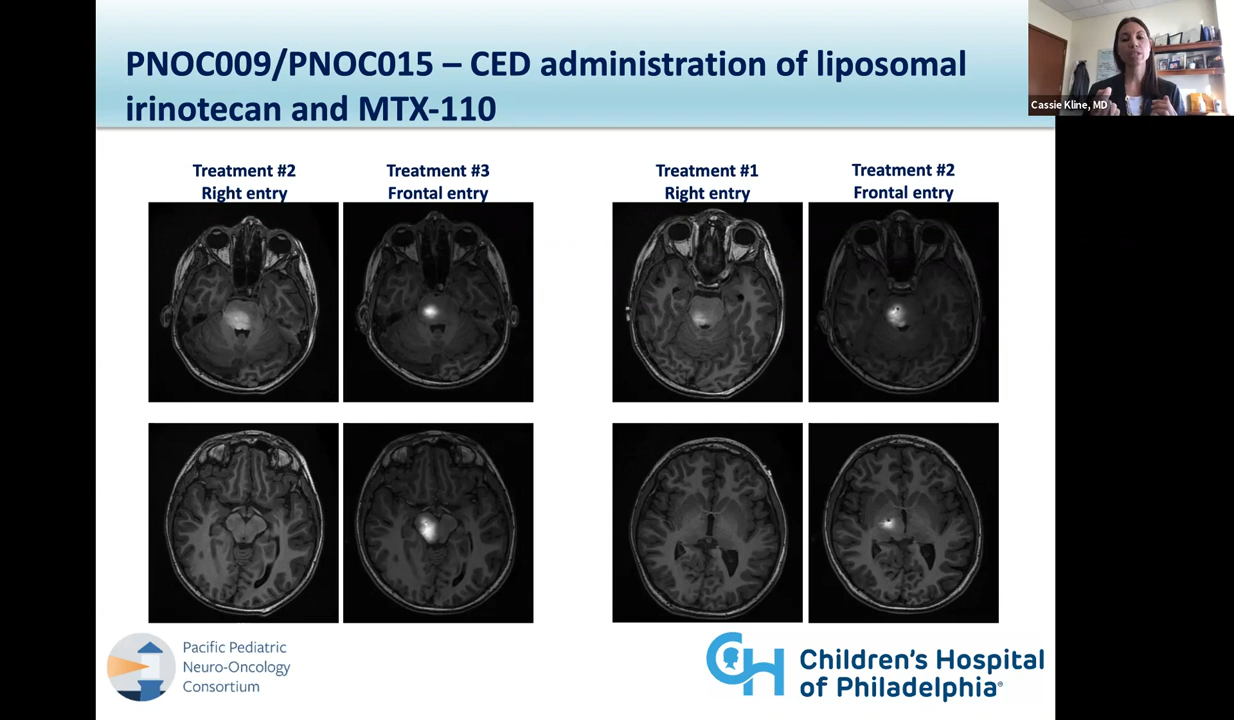 PNOC009/PNOC015 – CED administration of liposomal
irinotecan and MTX-110
Cassie Kline, MD
Treatment #2
Right entry
Treatment #3
Frontal entry
Treatment #1
Right entry
Treatment #2
Frontal entry
Pacific Pediatric
Neuro-Oncology
Consortium
CH
Children's Hospital
of Philadelphia®